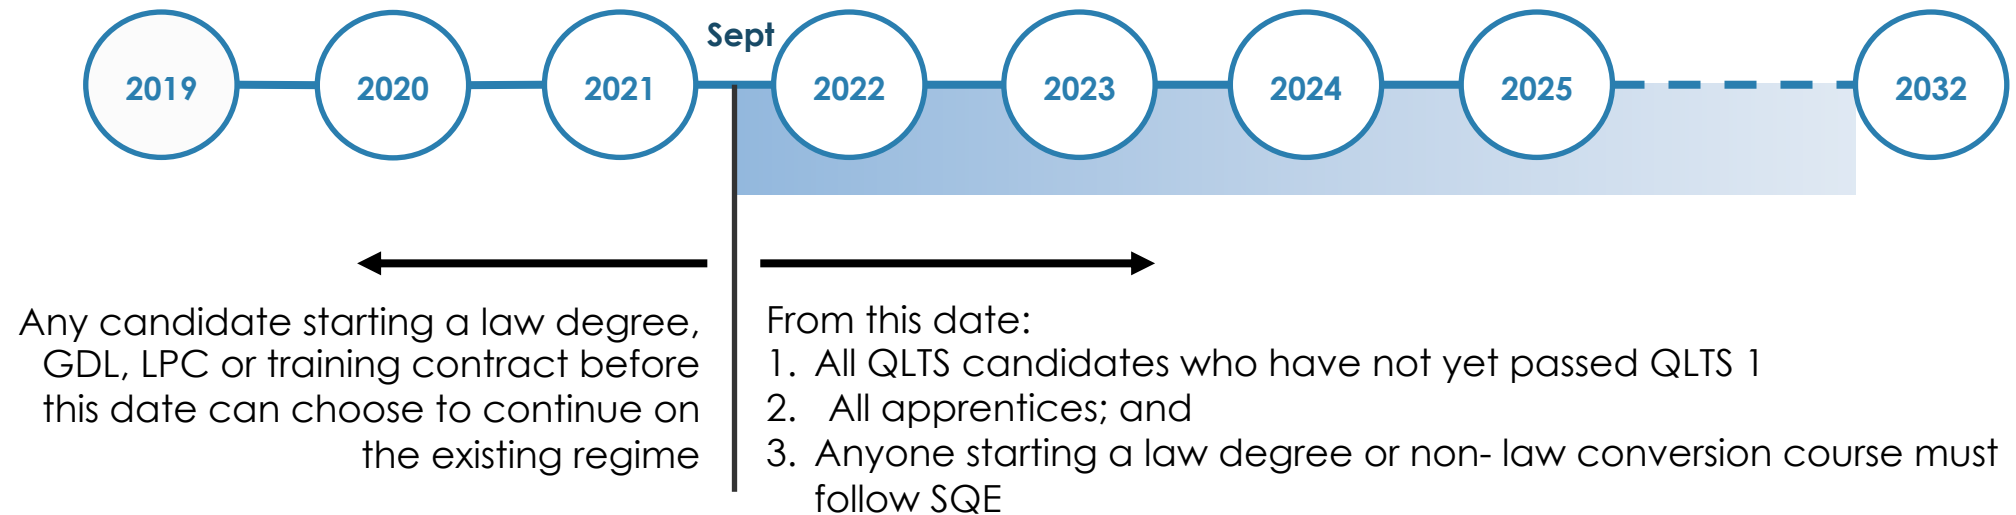 Sept
2019
2020
2021
2022
2023
2024
2025
2032
Any candidate starting a law degree,
GDL, LPC or training contract before
this date can choose to continue on
the existing regime
From this date:
1. All QLTS candidates who have not yet passed QLTS 1
2. All apprentices; and
3. Anyone starting a law degree or non- law conversion course must
follow SQE